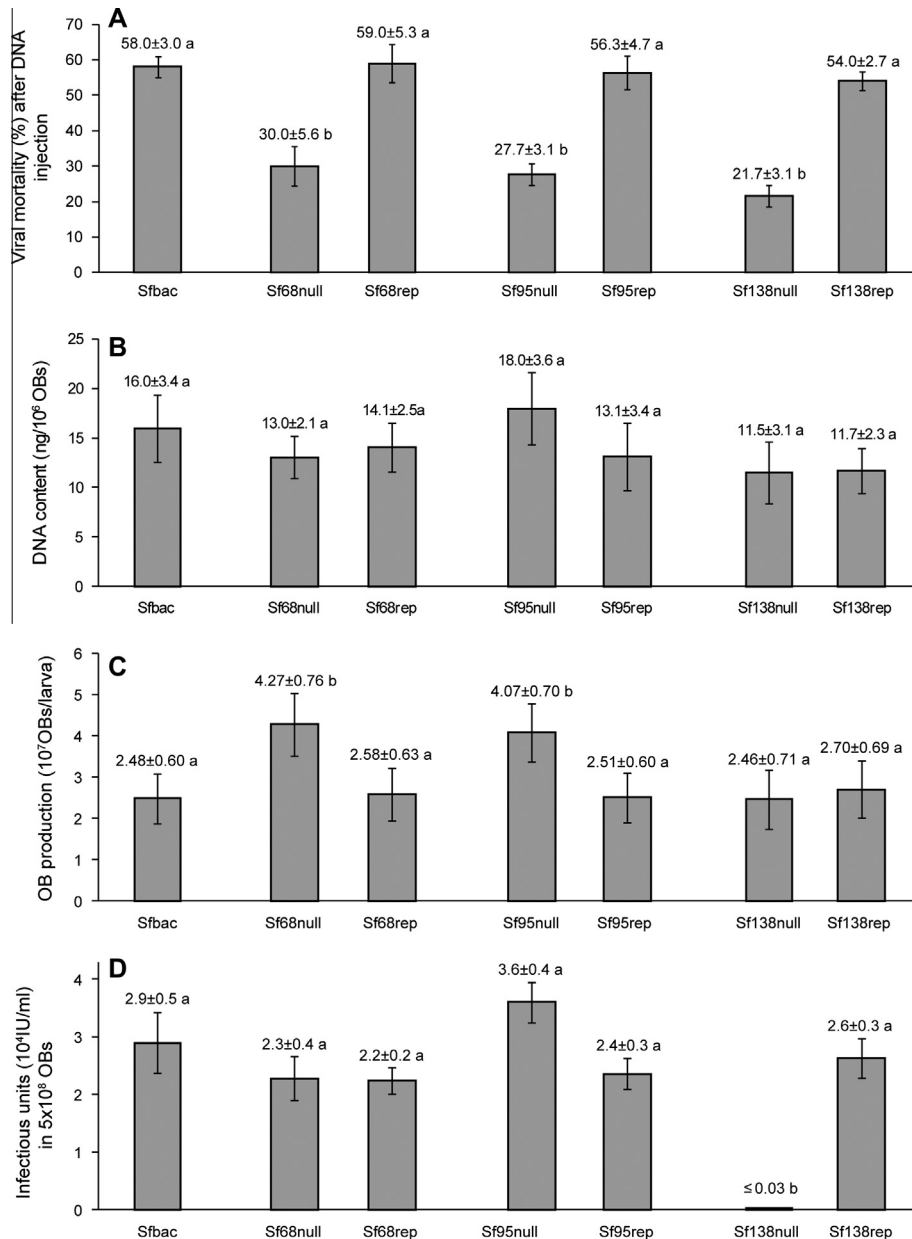 A
Viral mortality (%) after DNA
injection
70
60
50
40
30
20
10
0
58.0±3.0 a
30.0±5.6 b
59.0±5.3 a
27.7±3.1 b
56.3±4.7 a
21.7±3.1 b
54.0±2.7 a
Sfbac Sf68null Sf68rep Sf95null Sf95rep Sf138null Sf138rep
B
DNA content (ng/10⁶ OBs)
25
20
15
10
5
0
16.0±3.4 a
13.0±2.1 a
14.1±2.5a
18.0±3.6 a
13.1±3.4 a
11.5±3.1 a
11.7±2.3 a
Sfbac Sf68null Sf68rep Sf95null Sf95rep Sf138null Sf138rep
C
OB production (10⁷OBs/larva)
6
5
4
3
2
1
0
2.48±0.60 a
4.27±0.76 b
2.58±0.63 a
4.07±0.70 b
2.51±0.60 a
2.46±0.71 a
2.70±0.69 a
Sfbac Sf68null Sf68rep Sf95null Sf95rep Sf138null Sf138rep
D
Infectious units (10⁴IU/ml)
in 5x10⁸ OBs
4
3
2
1
0
2.9±0.5 a
2.3±0.4 a
2.2±0.2 a
3.6±0.4 a
2.4±0.3 a
≤0.03 b
2.6±0.3 a
Sfbac Sf68null Sf68rep Sf95null Sf95rep Sf138null Sf138rep